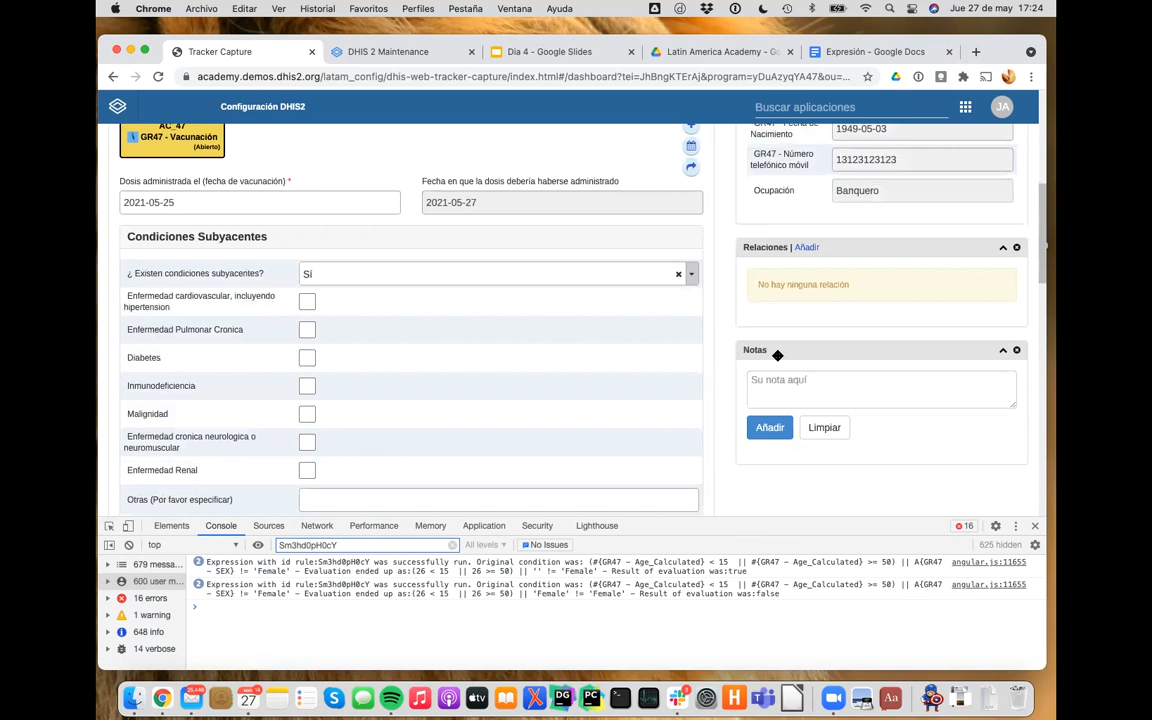 Chrome Archivo Editar Ver Historial Favoritos Perfiles Pestaña Ventana Ayuda Jue 27 de may 17:24
Tracker Capture DHIS 2 Maintenance Dia 4 - Google Slides Latin America Academy - Go Expresión - Google Docs
academy.demos.dhis2.org/latam_config/dhis-web-tracker-capture/index.html#/dashboard?tei=JhBngKTErAj&program=yDuAzyqYA47&ou=...
Configuración DHIS2 Buscar aplicaciones JA
AC_47
GR47 - Vacunación
(Abierto)
Dosis administrada el (fecha de vacunación) *
Fecha en que la dosis debería haberse administrado
2021-05-25
2021-05-27
Condiciones Subyacentes
¿ Existen condiciones subyacentes? Sí
Enfermedad cardiovascular, incluyendo
hipertension
Enfermedad Pulmonar Cronica
Diabetes
Inmunodeficiencia
Malignidad
Enfermedad cronica neurologica o
neuromuscular
Enfermedad Renal
Otras (Por favor especificar)
GR47 - Fecha de
Nacimiento
1949-05-03
GR47 - Número
telefónico móvil
13123123123
Ocupación Banquero
Relaciones | Añadir
No hay ninguna relación
Notas
Su nota aquí
Añadir Limpiar
Elements Console Sources Network Performance Memory Application Security Lighthouse 16
top Sm3hd0pH0cY All levels No Issues 625 hidden
679 messa...
600 user m...
16 errors
1 warning
648 info
14 verbose
2 Expression with id rule:Sm3hd0pH0cY was successfully run. Original condition was: (#{GR47 - Age_Calculated} < 15 || #{GR47 - Age_Calculated} >= 50) || A{GR47 angular.js:11655
- SEX} != 'Female' - Evaluation ended up as:(26 < 15 || 26 >= 50) || '' != 'Female' - Result of evaluation was:true
2 Expression with id rule:Sm3hd0pH0cY was successfully run. Original condition was: (#{GR47 - Age_Calculated} < 15 || #{GR47 - Age_Calculated} >= 50) || A{GR47 angular.js:11655
- SEX} != 'Female' - Evaluation ended up as:(26 < 15 || 26 >= 50) || 'Female' != 'Female' - Result of evaluation was:false